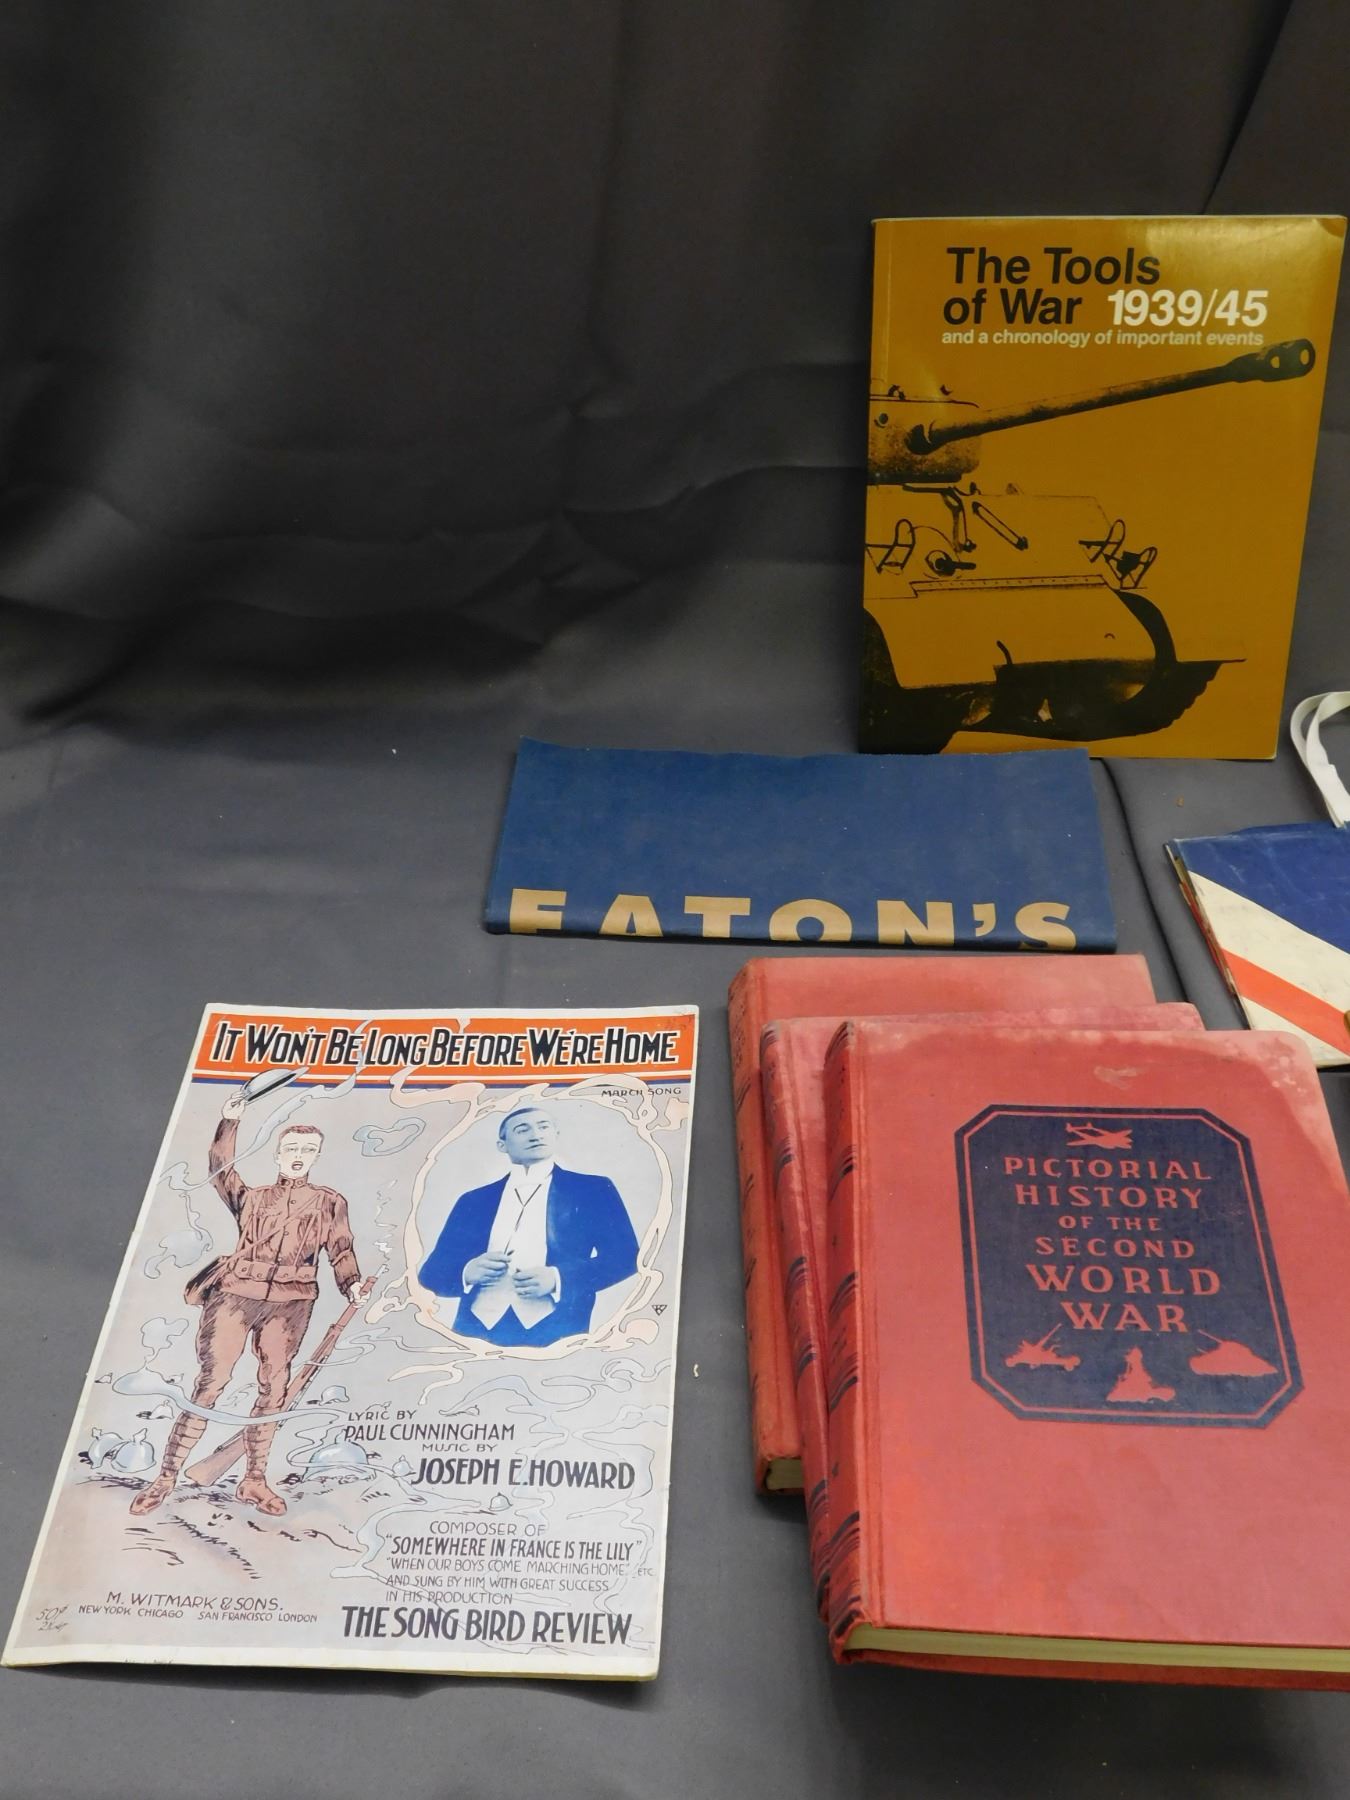 The Tools
of War 1939/45
and a chronology of important events
EATON'S
IT WON'T BE LONG BEFORE WE'RE HOME
MARCH SONG
LYRIC BY
PAUL CUNNINGHAM
MUSIC BY
JOSEPH E. HOWARD
COMPOSER OF
"SOMEWHERE IN FRANCE IS THE LILY"
"WHEN OUR BOYS COME MARCHING HOME" ETC.
AND SUNG BY HIM WITH GREAT SUCCESS
IN HIS PRODUCTION
THE SONG BIRD REVIEW
M. WITMARK & SONS.
NEW YORK CHICAGO SAN FRANCISCO LONDON
PICTORIAL
HISTORY
OF THE
SECOND
WORLD
WAR